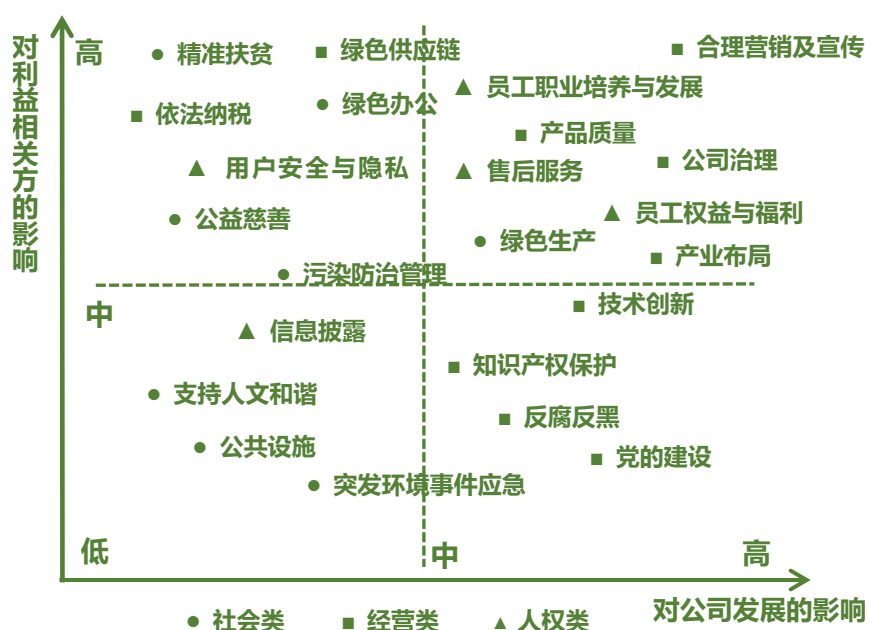 对利益相关方的影响
高
● 精准扶贫
■ 绿色供应链
■ 合理营销及宣传
▲ 员工职业培养与发展
■ 依法纳税
● 绿色办公
■ 产品质量
▲ 用户安全与隐私
▲ 售后服务
■ 公司治理
● 公益慈善
▲ 员工权益与福利
● 绿色生产
■ 产业布局
● 污染防治管理
中
■ 技术创新
▲ 信息披露
■ 知识产权保护
● 支持人文和谐
■ 反腐反黑
● 公共设施
■ 党的建设
● 突发环境事件应急
低
中
高
对公司发展的影响
● 社会类
■ 经营类
▲ 人权类